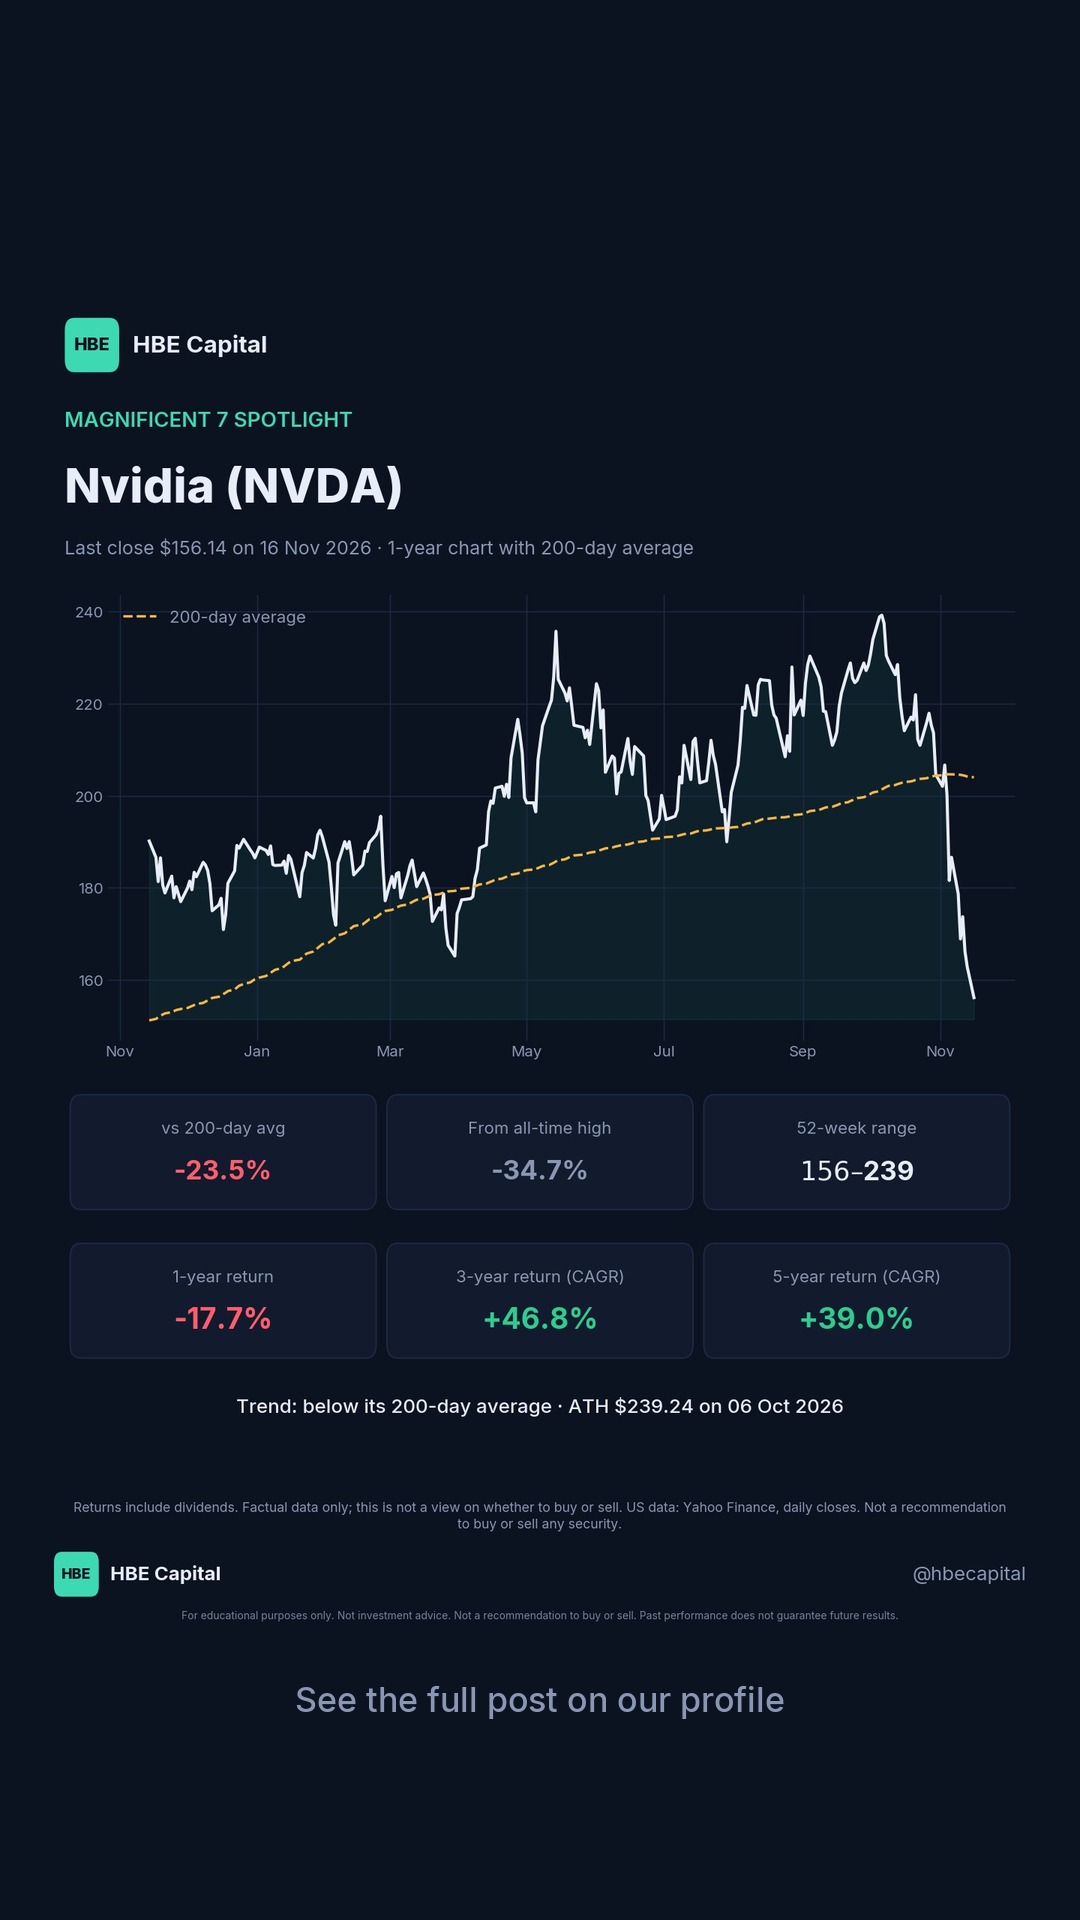 HBE HBE Capital
MAGNIFICENT 7 SPOTLIGHT
Nvidia (NVDA)
Last close $156.14 on 16 Nov 2026 · 1-year chart with 200-day average
240
200-day average
220
200
180
160
Nov Jan Mar May Jul Sep Nov
vs 200-day avg
-23.5%
From all-time high
-34.7%
52-week range
156–239
1-year return
-17.7%
3-year return (CAGR)
+46.8%
5-year return (CAGR)
+39.0%
Trend: below its 200-day average · ATH $239.24 on 06 Oct 2026
Returns include dividends. Factual data only; this is not a view on whether to buy or sell. US data: Yahoo Finance, daily closes. Not a recommendation
to buy or sell any security.
HBE HBE Capital
@hbecapital
For educational purposes only. Not investment advice. Not a recommendation to buy or sell. Past performance does not guarantee future results.
See the full post on our profile